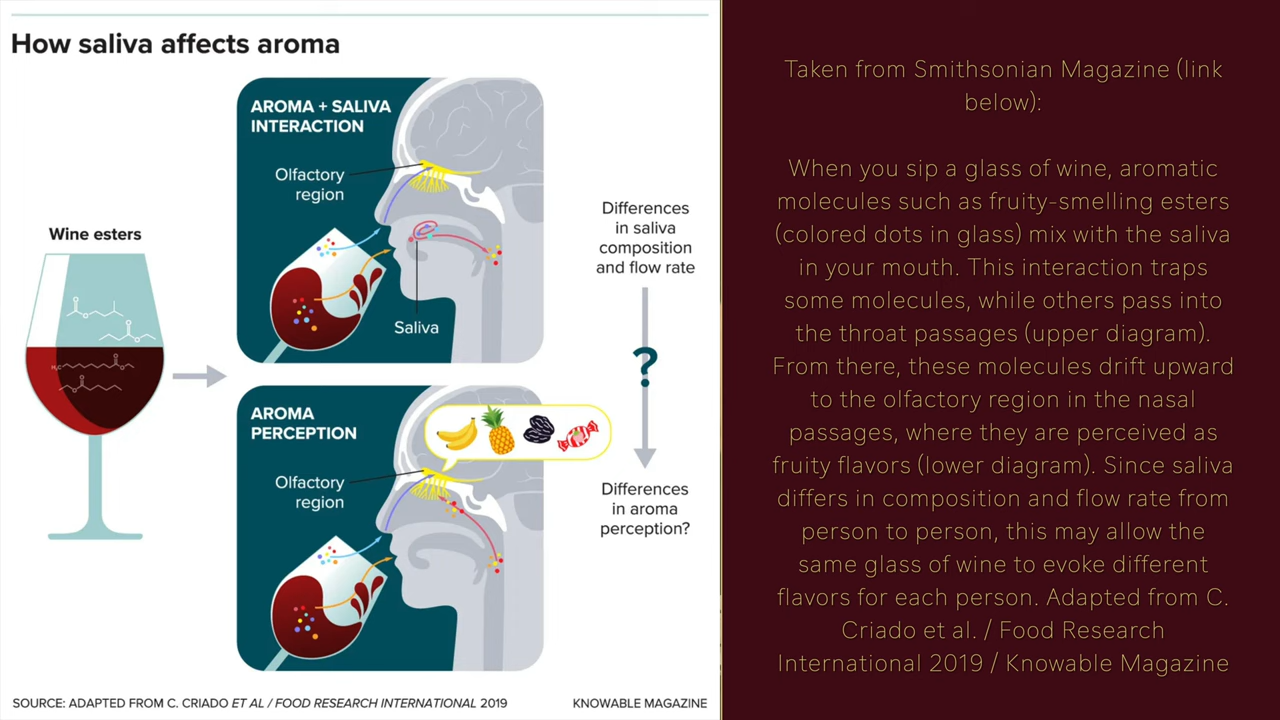 How saliva affects aroma
Wine esters
AROMA + SALIVA
INTERACTION
Olfactory
region
Saliva
Differences
in saliva
composition
and flow rate
?
AROMA
PERCEPTION
Olfactory
region
Differences
in aroma
perception?
SOURCE: ADAPTED FROM C. CRIADO ET AL / FOOD RESEARCH INTERNATIONAL 2019
KNOWABLE MAGAZINE
Taken from Smithsonian Magazine (link
below):
When you sip a glass of wine, aromatic
molecules such as fruity-smelling esters
(colored dots in glass) mix with the saliva
in your mouth. This interaction traps
some molecules, while others pass into
the throat passages (upper diagram).
From there, these molecules drift upward
to the olfactory region in the nasal
passages, where they are perceived as
fruity flavors (lower diagram). Since saliva
differs in composition and flow rate from
person to person, this may allow the
same glass of wine to evoke different
flavors for each person. Adapted from C.
Criado et al. / Food Research
International 2019 / Knowable Magazine